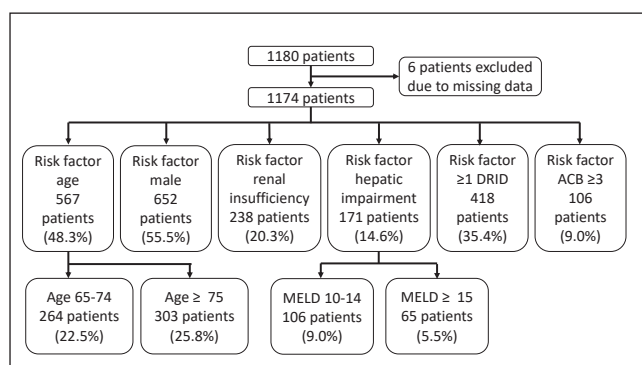 1180 patients
6 patients excluded
due to missing data
1174 patients
Risk factor
age
567
patients
(48.3%)
Risk factor
male
652
patients
(55.5%)
Risk factor
renal
insufficiency
238 patients
(20.3%)
Risk factor
hepatic
impairment
171 patients
(14.6%)
Risk factor
≥1 DRID
418
patients
(35.4%)
Risk factor
ACB ≥3
106
patients
(9.0%)
Age 65-74
264 patients
(22.5%)
Age ≥ 75
303 patients
(25.8%)
MELD 10-14
106 patients
(9.0%)
MELD ≥ 15
65 patients
(5.5%)